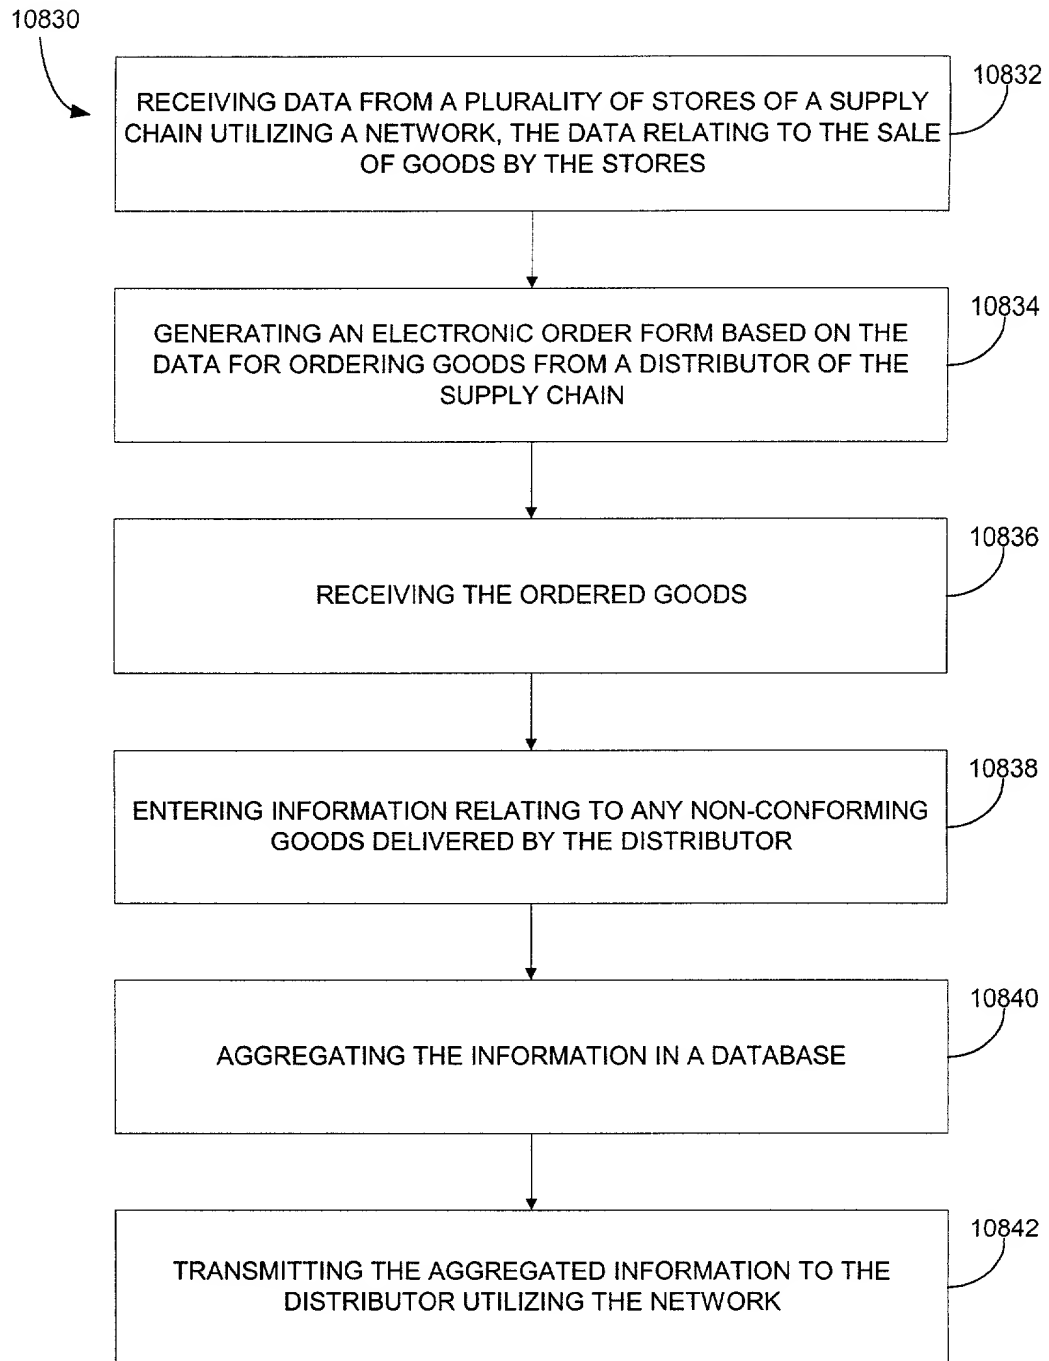 10830
10832
RECEIVING DATA FROM A PLURALITY OF STORES OF A SUPPLY
CHAIN UTILIZING A NETWORK, THE DATA RELATING TO THE SALE
OF GOODS BY THE STORES
10834
GENERATING AN ELECTRONIC ORDER FORM BASED ON THE
DATA FOR ORDERING GOODS FROM A DISTRIBUTOR OF THE
SUPPLY CHAIN
10836
RECEIVING THE ORDERED GOODS
10838
ENTERING INFORMATION RELATING TO ANY NON-CONFORMING
GOODS DELIVERED BY THE DISTRIBUTOR
10840
AGGREGATING THE INFORMATION IN A DATABASE
10842
TRANSMITTING THE AGGREGATED INFORMATION TO THE
DISTRIBUTOR UTILIZING THE NETWORK